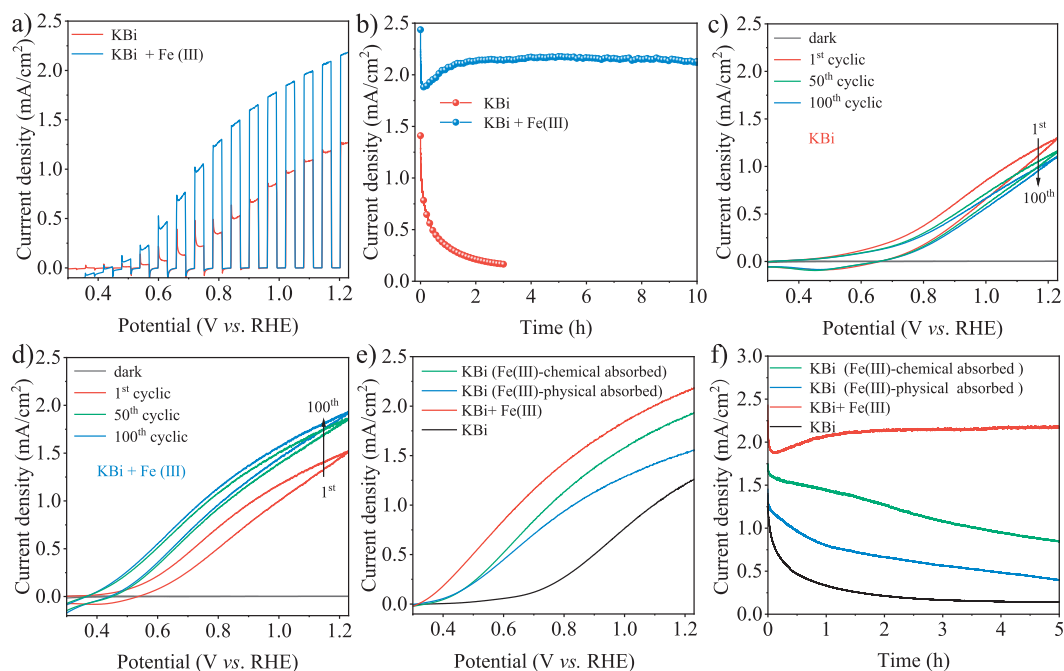 a)
KBi
KBi + Fe (III)
Currrent density (mA/cm²)
2.5
2.0
1.5
1.0
0.5
0.0
0.4 0.6 0.8 1.0 1.2
Potential (V vs. RHE)
b)
KBi
KBi + Fe(III)
Current density (mA/cm²)
2.5
2.0
1.5
1.0
0.5
0.0
0 2 4 6 8 10
Time (h)
c)
dark
1st cyclic
50th cyclic
100th cyclic
KBi
1st
100th
Current density (mA/cm²)
2.5
2.0
1.5
1.0
0.5
0.0
0.4 0.6 0.8 1.0 1.2
Potential (V vs. RHE)
d)
dark
1st cyclic
50th cyclic
100th cyclic
KBi + Fe (III)
100th
1st
Current density (mA/cm²)
2.5
2.0
1.5
1.0
0.5
0.0
0.4 0.6 0.8 1.0 1.2
Potential (V vs. RHE)
e)
KBi (Fe(III)-chemical absorbed)
KBi (Fe(III)-physical absorbed)
KBi+ Fe(III)
KBi
Current density (mA/cm²)
2.5
2.0
1.5
1.0
0.5
0.0
0.4 0.6 0.8 1.0 1.2
Potential (V vs. RHE)
f)
KBi (Fe(III)-chemical absorbed )
KBi (Fe(III)-physical absorbed )
KBi+ Fe(III)
KBi
Current density (mA/cm²)
3.0
2.5
2.0
1.5
1.0
0.5
0.0
0 1 2 3 4 5
Time (h)